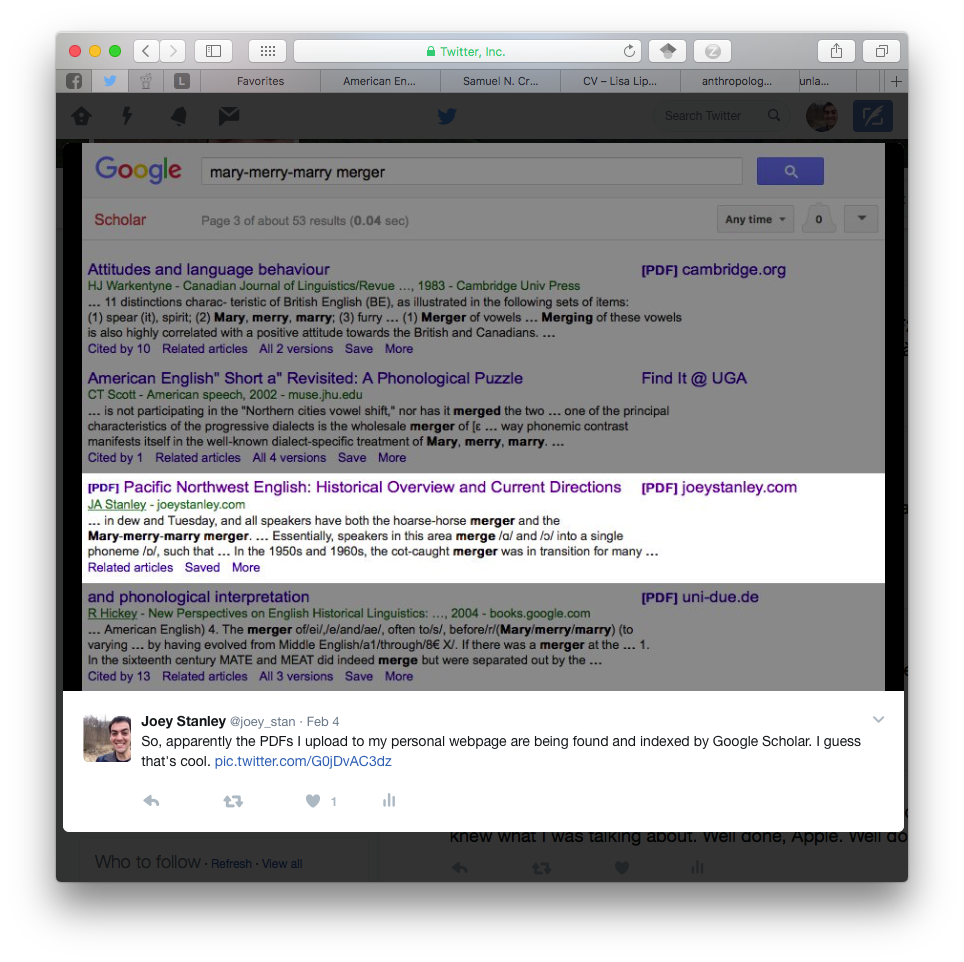 Twitter, Inc.
Favorites
American En...
Samuel N. Cr...
CV – Lisa Lip...
anthropolog...
unla...
Search Twitter
Google
mary-merry-marry merger
Scholar
Page 3 of about 53 results (0.04 sec)
Any time
0
Attitudes and language behaviour
[PDF] cambridge.org
HJ Warkentyne - Canadian Journal of Linguistics/Revue ..., 1983 - Cambridge Univ Press
... 11 distinctions charac- teristic of British English (BE), as illustrated in the following sets of items:
(1) spear (it), spirit; (2) Mary, merry, marry; (3) furry ... (1) Merger of vowels ... Merging of these vowels
is also highly correlated with a positive attitude towards the British and Canadians. ...
Cited by 10 Related articles All 2 versions Save More
American English" Short a" Revisited: A Phonological Puzzle
Find It @ UGA
CT Scott - American speech, 2002 - muse.jhu.edu
... is not participating in the "Northern cities vowel shift," nor has it merged the two ... one of the principal
characteristics of the progressive dialects is the wholesale merger of [ɛ ... way phonemic contrast
manifests itself in the well-known dialect-specific treatment of Mary, merry, marry. ...
Cited by 1 Related articles All 4 versions Save More
[PDF] Pacific Northwest English: Historical Overview and Current Directions
[PDF] joeystanley.com
JA Stanley - joeystanley.com
... in dew and Tuesday, and all speakers have both the hoarse-horse merger and the
Mary-merry-marry merger. ... Essentially, speakers in this area merge /ɑ/ and /ɔ/ into a single
phoneme /ɒ/, such that ... In the 1950s and 1960s, the cot-caught merger was in transition for many ...
Related articles Saved More
and phonological interpretation
[PDF] uni-due.de
R Hickey - New Perspectives on English Historical Linguistics: ..., 2004 - books.google.com
... American English) 4. The merger of/ei/,/e/and/ae/, often to/s/, before/r/(Mary/merry/marry) (to
varying ... by having evolved from Middle English/a1/through/8€ X/. If there was a merger at the ... 1.
In the sixteenth century MATE and MEAT did indeed merge but were separated out by the ...
Cited by 13 Related articles All 3 versions Save More
Joey Stanley @joey_stan · Feb 4
So, apparently the PDFs I upload to my personal webpage are being found and indexed by Google Scholar. I guess
that's cool. pic.twitter.com/G0jDvAC3dz
1
knew what I was talking about. Well done, Apple. Well do
Who to follow · Refresh · View all